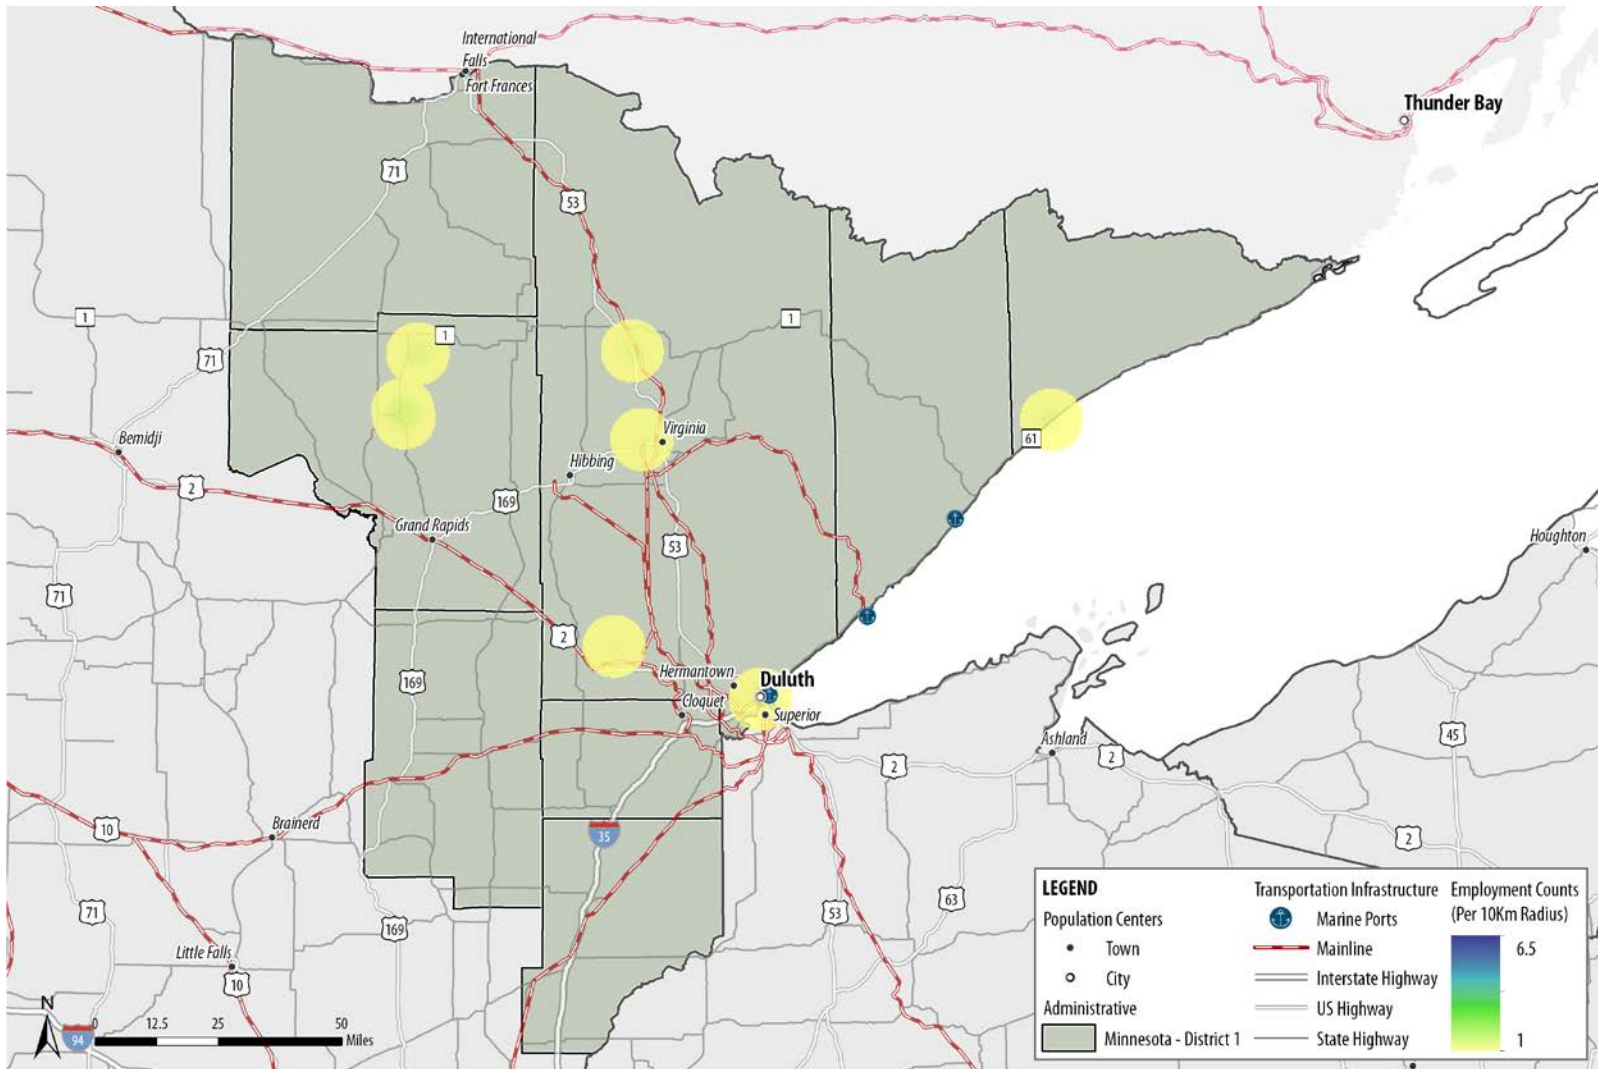 International
Falls
Fort Frances
Thunder Bay
71
53
1
1
1
71
61
Bemidji
Virginia
Hibbing
2
169
Grand Rapids
53
Houghton
71
2
169
Hermantown
Duluth
Cloquet
Superior
Ashland
2
2
45
10
Brainerd
35
2
71
169
53
63
Little Falls
10
N
94
0 12.5 25 50
Miles
LEGEND
Population Centers
Town
City
Administrative
Minnesota - District 1
Transportation Infrastructure
Marine Ports
Mainline
Interstate Highway
US Highway
State Highway
Employment Counts
(Per 10Km Radius)
6.5
1